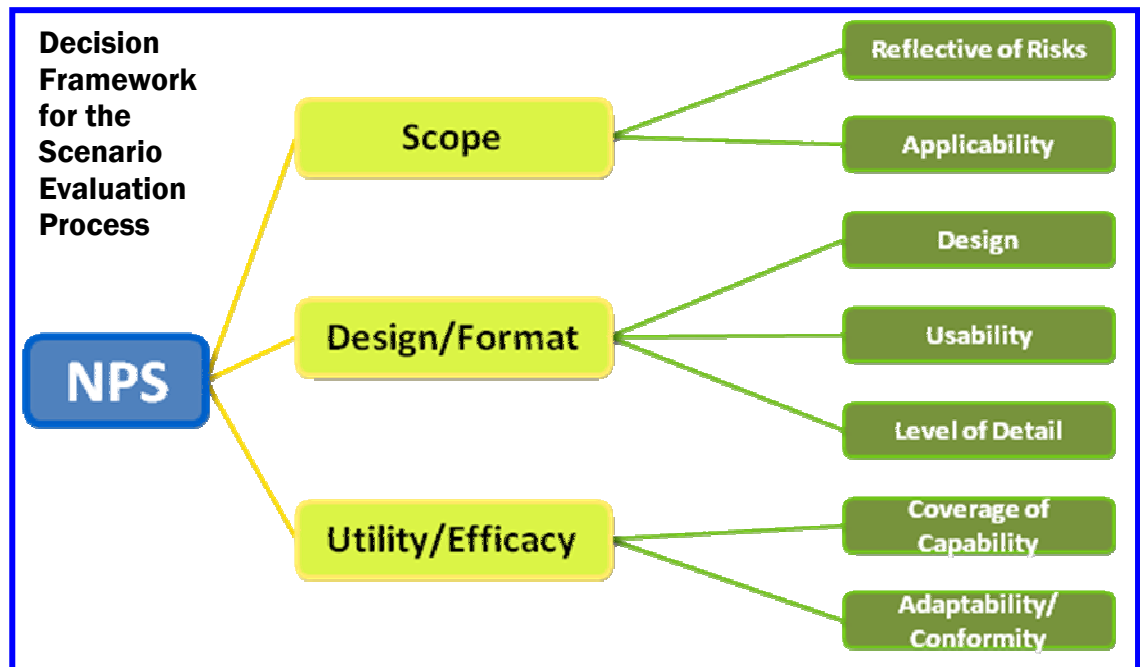 Decision
Framework
for the
Scenario
Evaluation
Process
NPS
Scope
Reflective of Risks
Applicability
Design/Format
Design
Usability
Level of Detail
Utility/Efficacy
Coverage of
Capability
Adaptability/
Conformity